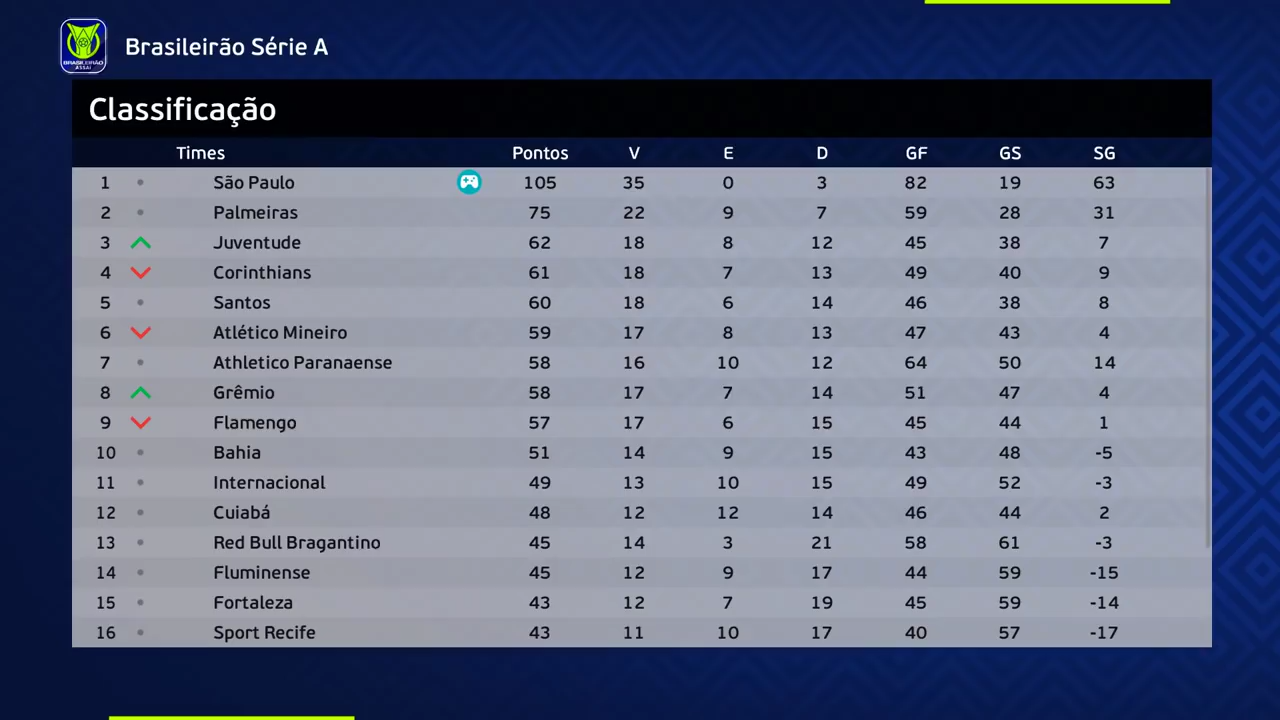 BRASILEIRÃO
ASSAÍ
Brasileirão Série A
Classificação
Times Pontos V E D GF GS SG
1 São Paulo 105 35 0 3 82 19 63
2 Palmeiras 75 22 9 7 59 28 31
3 Juventude 62 18 8 12 45 38 7
4 Corinthians 61 18 7 13 49 40 9
5 Santos 60 18 6 14 46 38 8
6 Atlético Mineiro 59 17 8 13 47 43 4
7 Athletico Paranaense 58 16 10 12 64 50 14
8 Grêmio 58 17 7 14 51 47 4
9 Flamengo 57 17 6 15 45 44 1
10 Bahia 51 14 9 15 43 48 -5
11 Internacional 49 13 10 15 49 52 -3
12 Cuiabá 48 12 12 14 46 44 2
13 Red Bull Bragantino 45 14 3 21 58 61 -3
14 Fluminense 45 12 9 17 44 59 -15
15 Fortaleza 43 12 7 19 45 59 -14
16 Sport Recife 43 11 10 17 40 57 -17